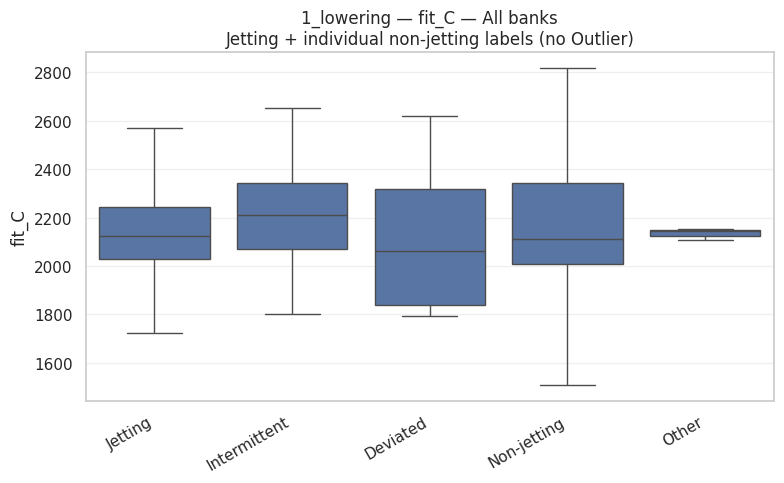 1_lowering — fit_C — All banks
Jetting + individual non-jetting labels (no Outlier)
fit_C
2800
2600
2400
2200
2000
1800
1600
Jetting
Intermittent
Deviated
Non-jetting
Other